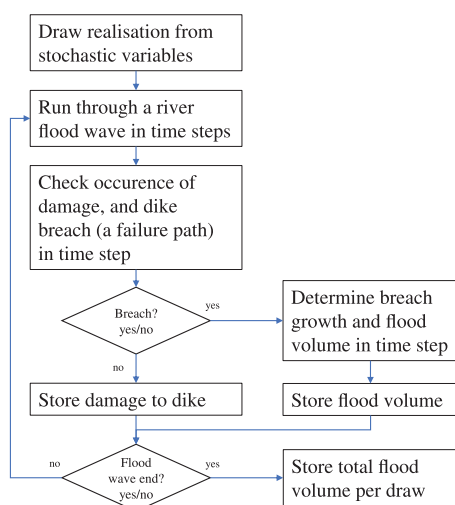 Draw realisation from
stochastic variables
Run through a river
flood wave in time steps
Check occurence of
damage, and dike
breach (a failure path)
in time step
Breach?
yes/no
yes
no
Determine breach
growth and flood
volume in time step
Store damage to dike
Store flood volume
Flood
wave end?
yes/no
no
yes
Store total flood
volume per draw